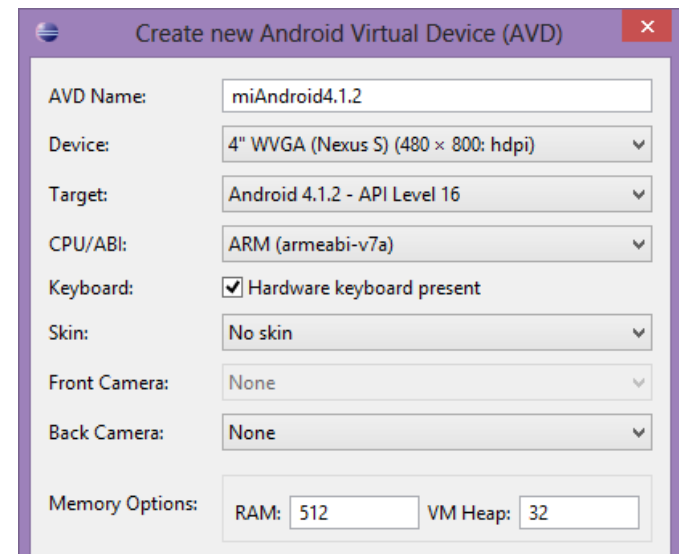 Create new Android Virtual Device (AVD)
AVD Name: miAndroid4.1.2
Device: 4" WVGA (Nexus S) (480 × 800: hdpi)
Target: Android 4.1.2 - API Level 16
CPU/ABI: ARM (armeabi-v7a)
Keyboard: Hardware keyboard present
Skin: No skin
Front Camera: None
Back Camera: None
Memory Options: RAM: 512 VM Heap: 32